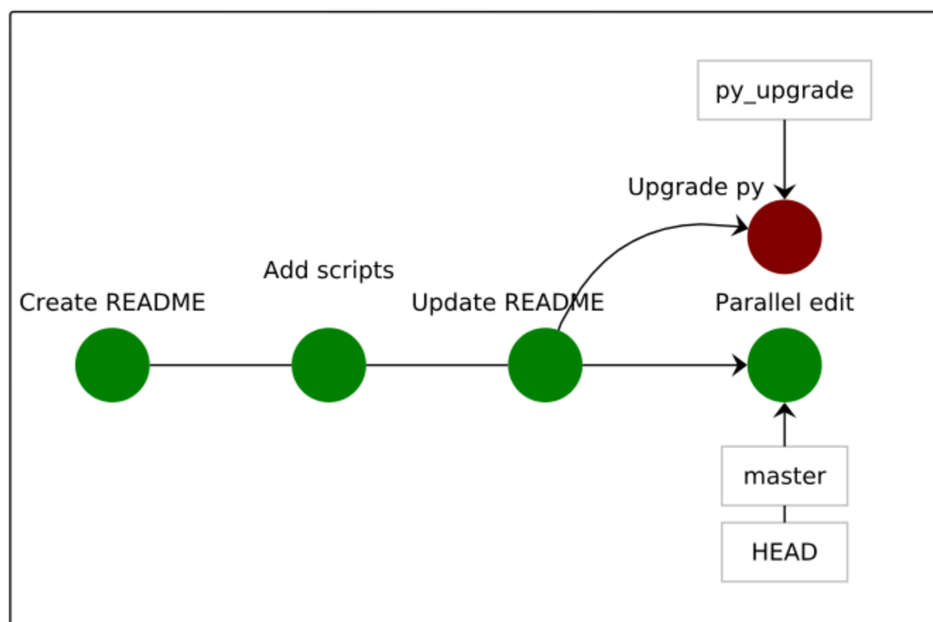 py_upgrade
Upgrade py
Add scripts
Create README
Update README
Parallel edit
master
HEAD